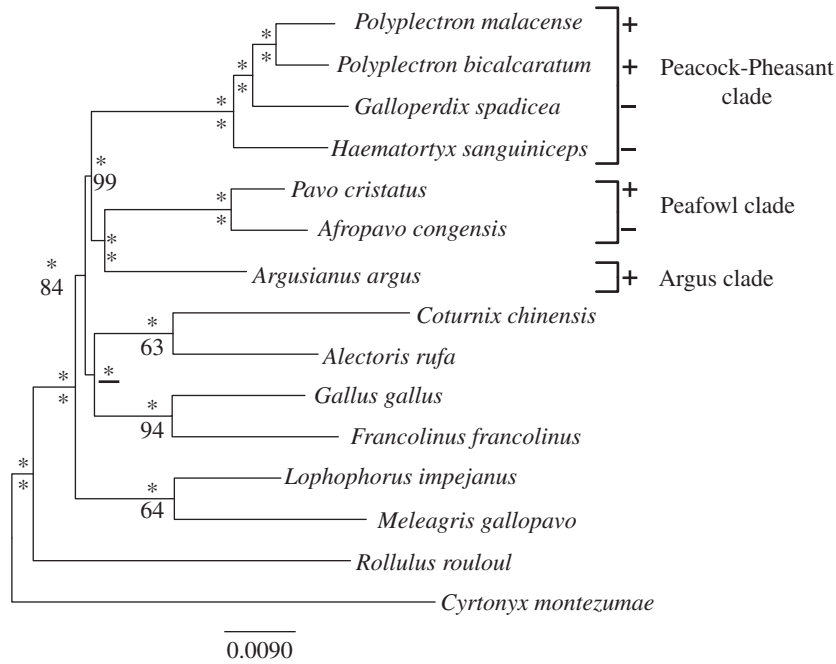 Polyplectron malacense +
Polyplectron bicalcaratum +
Galloperdix spadicea –
Haematortyx sanguiniceps –
Peacock-Pheasant
clade
Pavo cristatus +
Afropavo congensis –
Peafowl clade
Argusianus argus +
Argus clade
Coturnix chinensis
Alectoris rufa
Gallus gallus
Francolinus francolinus
Lophophorus impejanus
Meleagris gallopavo
Rollulus rouloul
Cyrtonyx montezumae
* *
* *
* *
* *
* *
* *
*
99
*
84
*
63
*
–
*
94
*
64
* *
* *
0.0090